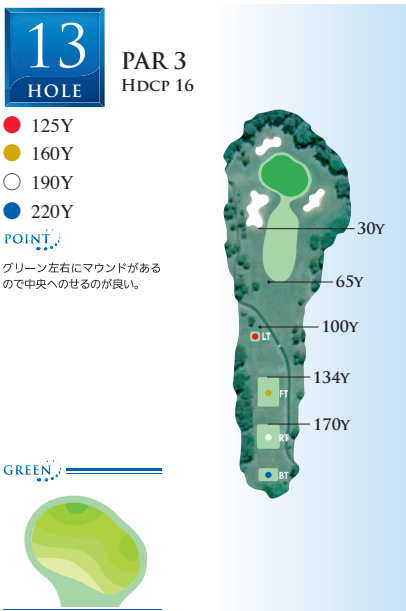 13
HOLE
PAR 3
HDCP 16
125Y
160Y
190Y
220Y
POINT
グリーン左右にマウンドがある
ので中央へのせるのが良い。
30Y
65Y
100Y
LT
134Y
FT
170Y
RT
BT
GREEN